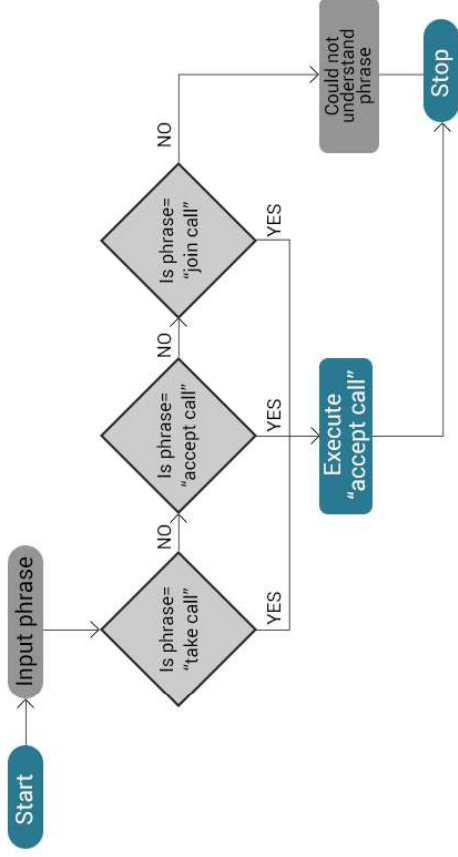 Start
Input phrase
Is phrase=
“take call”
NO
YES
Is phrase=
“accept call”
NO
YES
Is phrase=
“join call”
NO
YES
Execute
“accept call”
Could not
understand
phrase
Stop